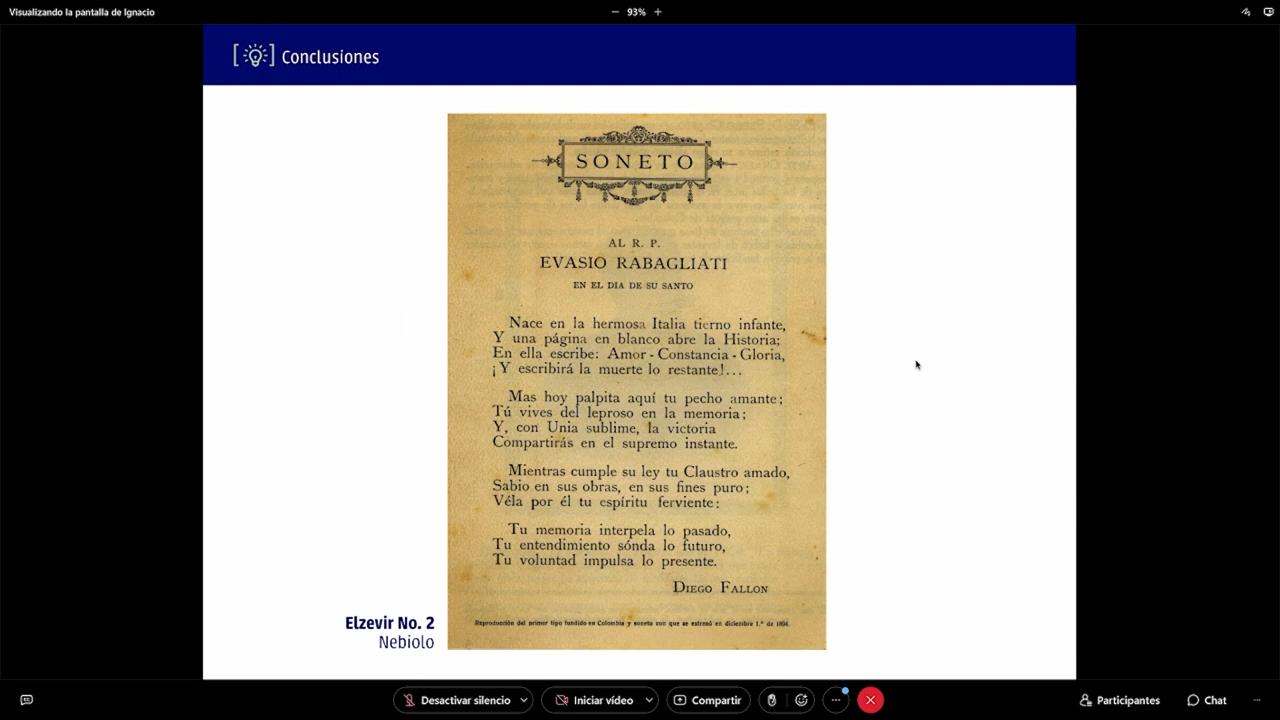 Visualizando la pantalla de Ignacio
93%
Conclusiones
SONETO
AL R. P.
EVASIO RABAGLIATI
EN EL DIA DE SU SANTO
Nace en la hermosa Italia tierno infante,
Y una página en blanco abre la Historia;
En ella escribe: Amor - Constancia - Gloria,
¡Y escribirá la muerte lo restante!...
Mas hoy palpita aquí tu pecho amante;
Tú vives del leproso en la memoria;
Y, con Unia sublime, la victoria
Compartirás en el supremo instante.
Mientras cumple su ley tu Claustro amado,
Sabio en sus obras, en sus fines puro;
Véla por él tu espíritu ferviente:
Tu memoria interpela lo pasado,
Tu entendimiento sónda lo futuro,
Tu voluntad impulsa lo presente.
DIEGO FALLON
Reproducción del primer tipo fundido en Colombia y soneto con que se estrenó en diciembre 1.º de 1894.
Elzevir No. 2
Nebiolo
Desactivar silencio
Iniciar vídeo
Compartir
Participantes
Chat